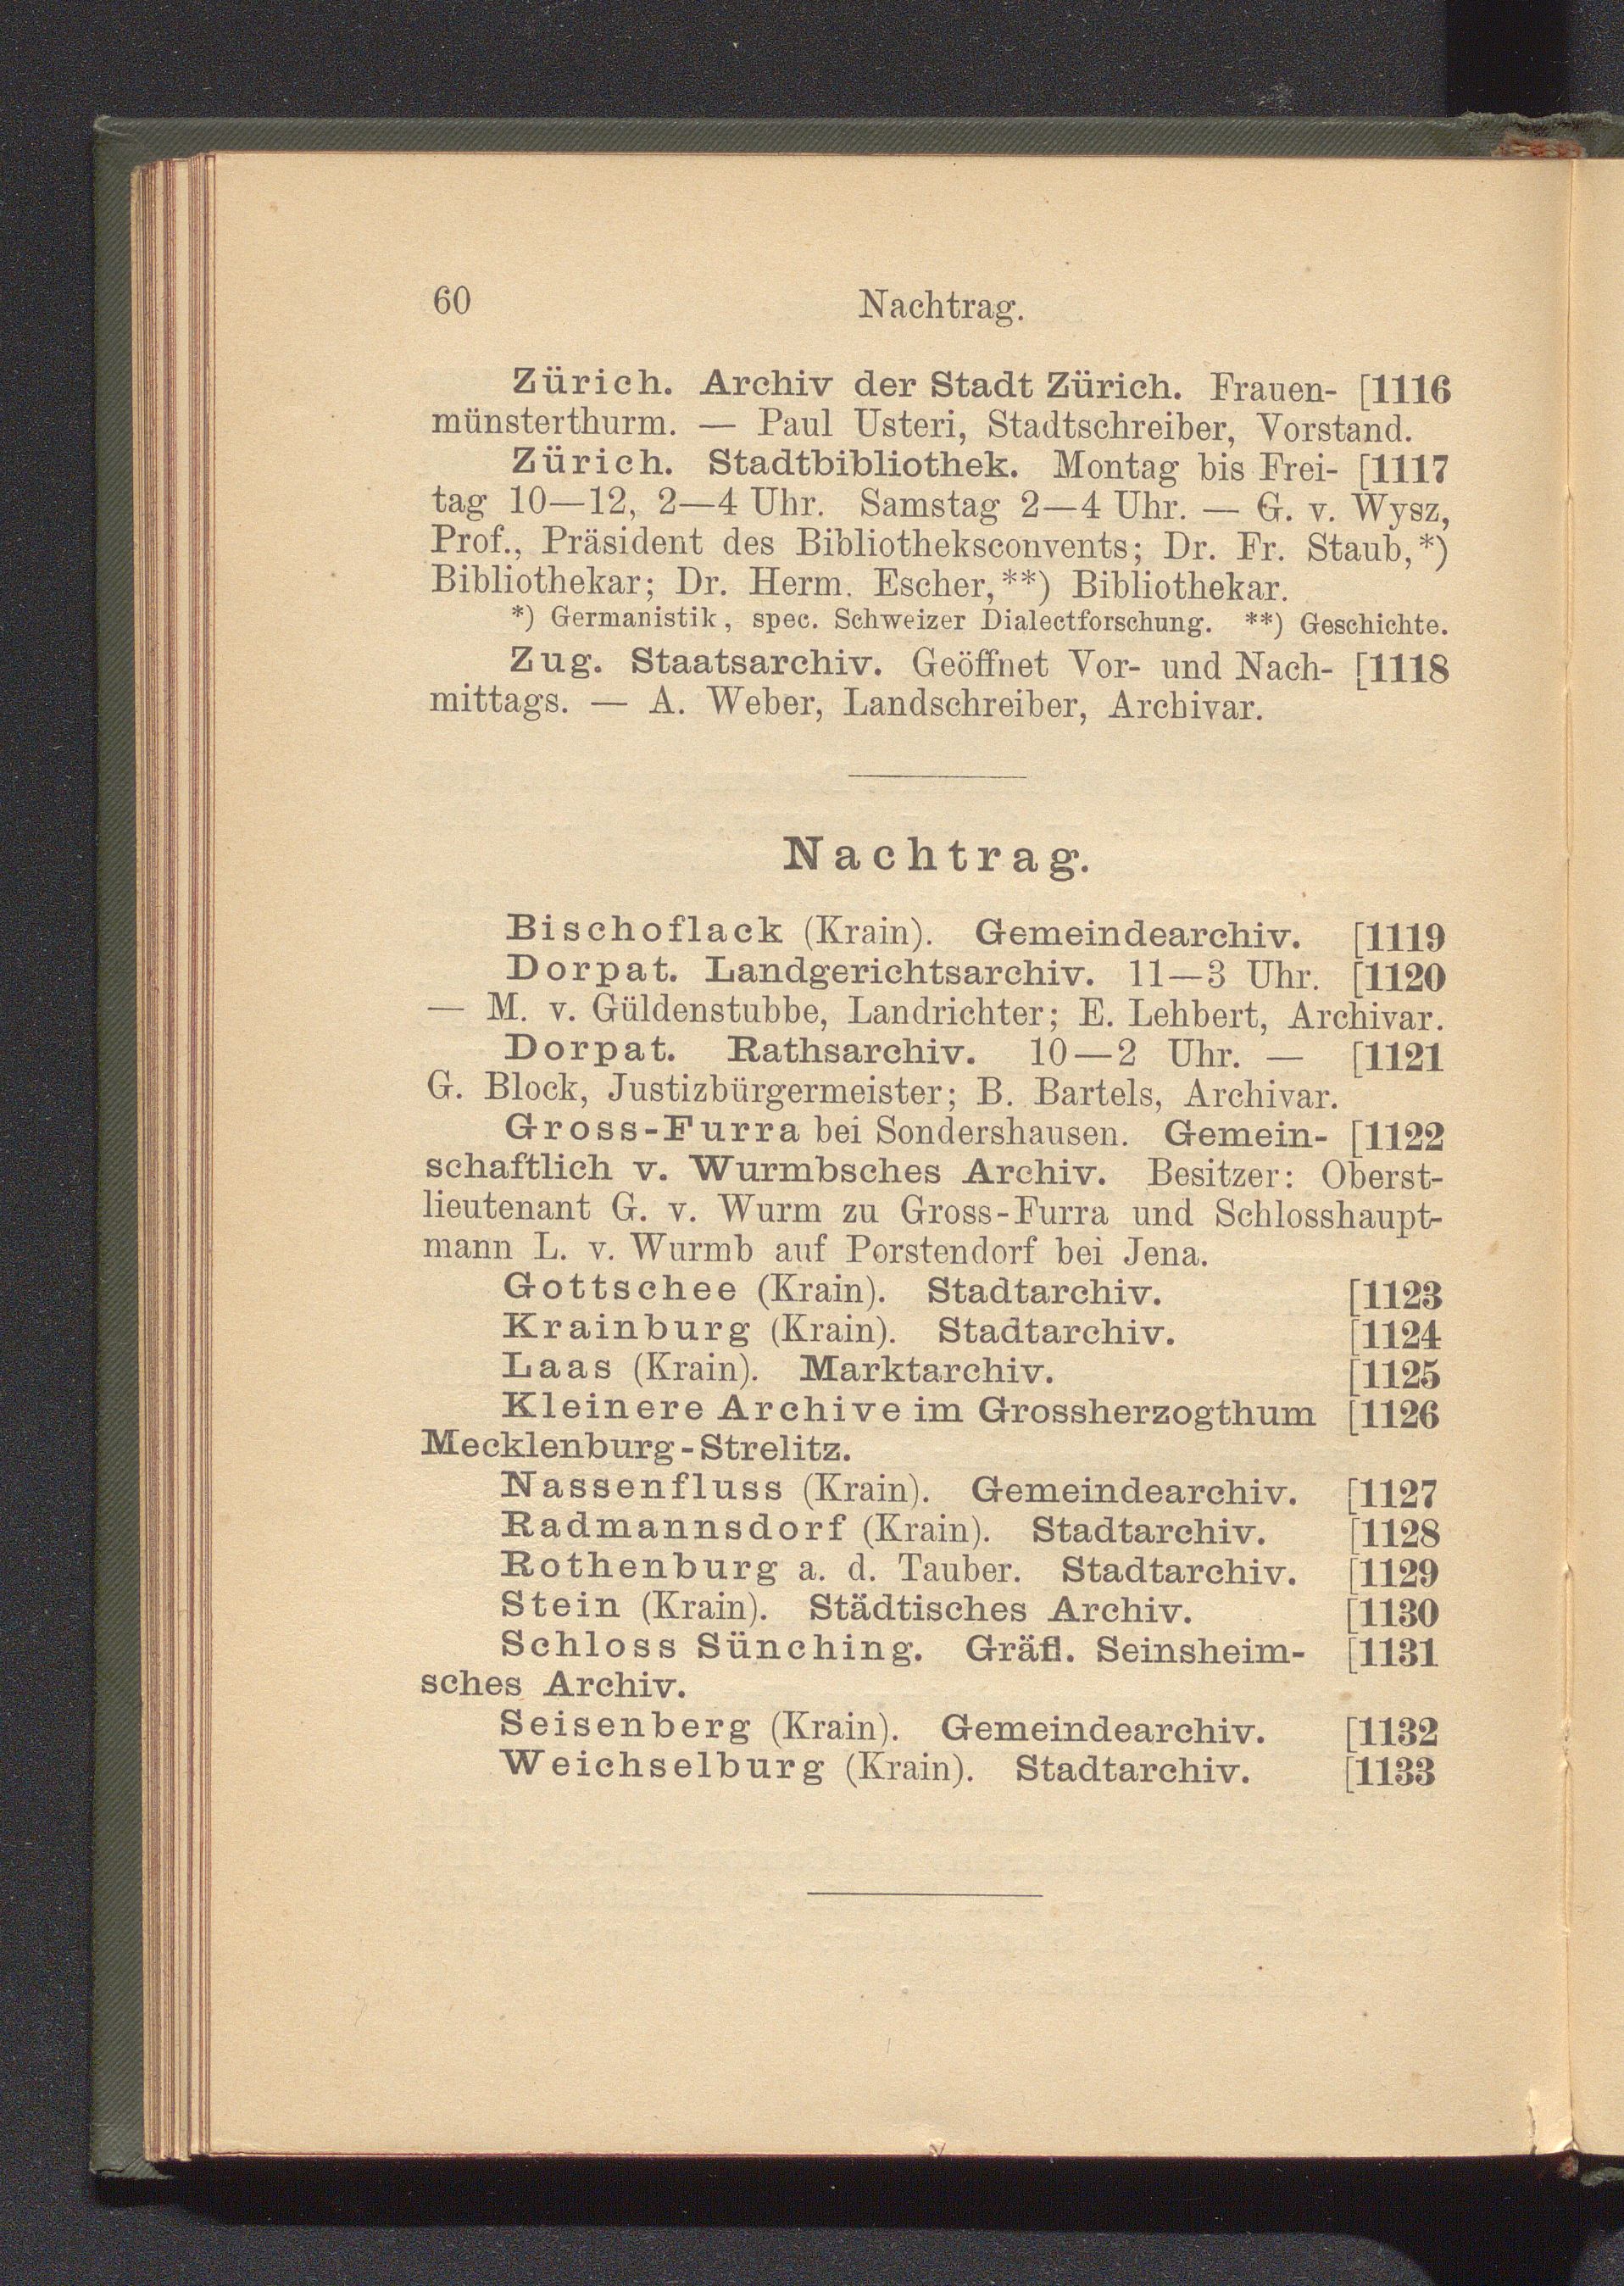 60 Nachtrag.
Zürich. Archiv der Stadt Zürich. Frauen- [1116
münsterthurm. — Paul Usteri, Stadtschreiber, Vorstand.
Zürich. Stadtbibliothek. Montag bis Frei- [1117
tag 10—12, 2—4 Uhr. Samstag 2—4 Uhr. — G. v. Wysz,
Prof., Präsident des Bibliotheksconvents; Dr. Fr. Staub,*)
Bibliothekar; Dr. Herm. Escher,**) Bibliothekar.
*) Germanistik, spec. Schweizer Dialectforschung. **) Geschichte.
Zug. Staatsarchiv. Geöffnet Vor- und Nach- [1118
mittags. — A. Weber, Landschreiber, Archivar.
Nachtrag.
Bischoflack (Krain). Gemeindearchiv. [1119
Dorpat. Landgerichtsarchiv. 11—3 Uhr. [1120
— M. v. Güldenstubbe, Landrichter; E. Lehbert, Archivar.
Dorpat. Rathsarchiv. 10—2 Uhr. — [1121
G. Block, Justizbürgermeister; B. Bartels, Archivar.
Gross-Furra bei Sondershausen. Gemein- [1122
schaftlich v. Wurmbsches Archiv. Besitzer: Oberst-
lieutenant G. v. Wurm zu Gross-Furra und Schlosshaupt-
mann L. v. Wurmb auf Porstendorf bei Jena.
Gottschee (Krain). Stadtarchiv. [1123
Krainburg (Krain). Stadtarchiv. [1124
Laas (Krain). Marktarchiv. [1125
Kleinere Archive im Grossherzogthum [1126
Mecklenburg-Strelitz.
Nassenfluss (Krain). Gemeindearchiv. [1127
Radmannsdorf (Krain). Stadtarchiv. [1128
Rothenburg a. d. Tauber. Stadtarchiv. [1129
Stein (Krain). Städtisches Archiv. [1130
Schloss Sünching. Gräfl. Seinsheim- [1131
sches Archiv.
Seisenberg (Krain). Gemeindearchiv. [1132
Weichselburg (Krain). Stadtarchiv. [1133